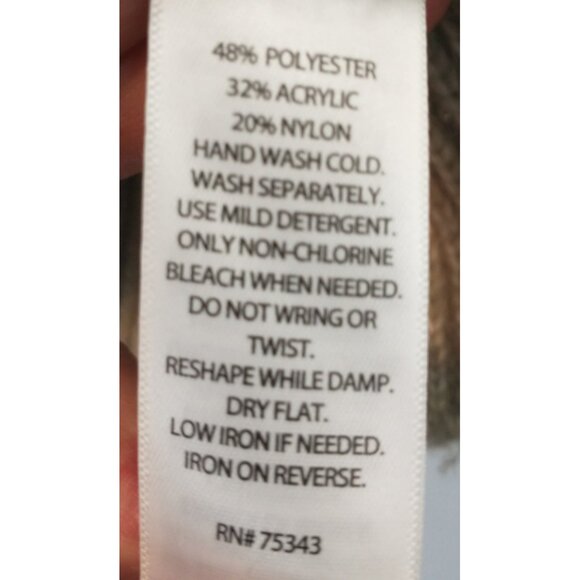 48% POLYESTER
32% ACRYLIC
20% NYLON
HAND WASH COLD.
WASH SEPARATELY.
USE MILD DETERGENT.
ONLY NON-CHLORINE
BLEACH WHEN NEEDED.
DO NOT WRING OR
TWIST.
RESHAPE WHILE DAMP.
DRY FLAT.
LOW IRON IF NEEDED.
IRON ON REVERSE.
RN# 75343